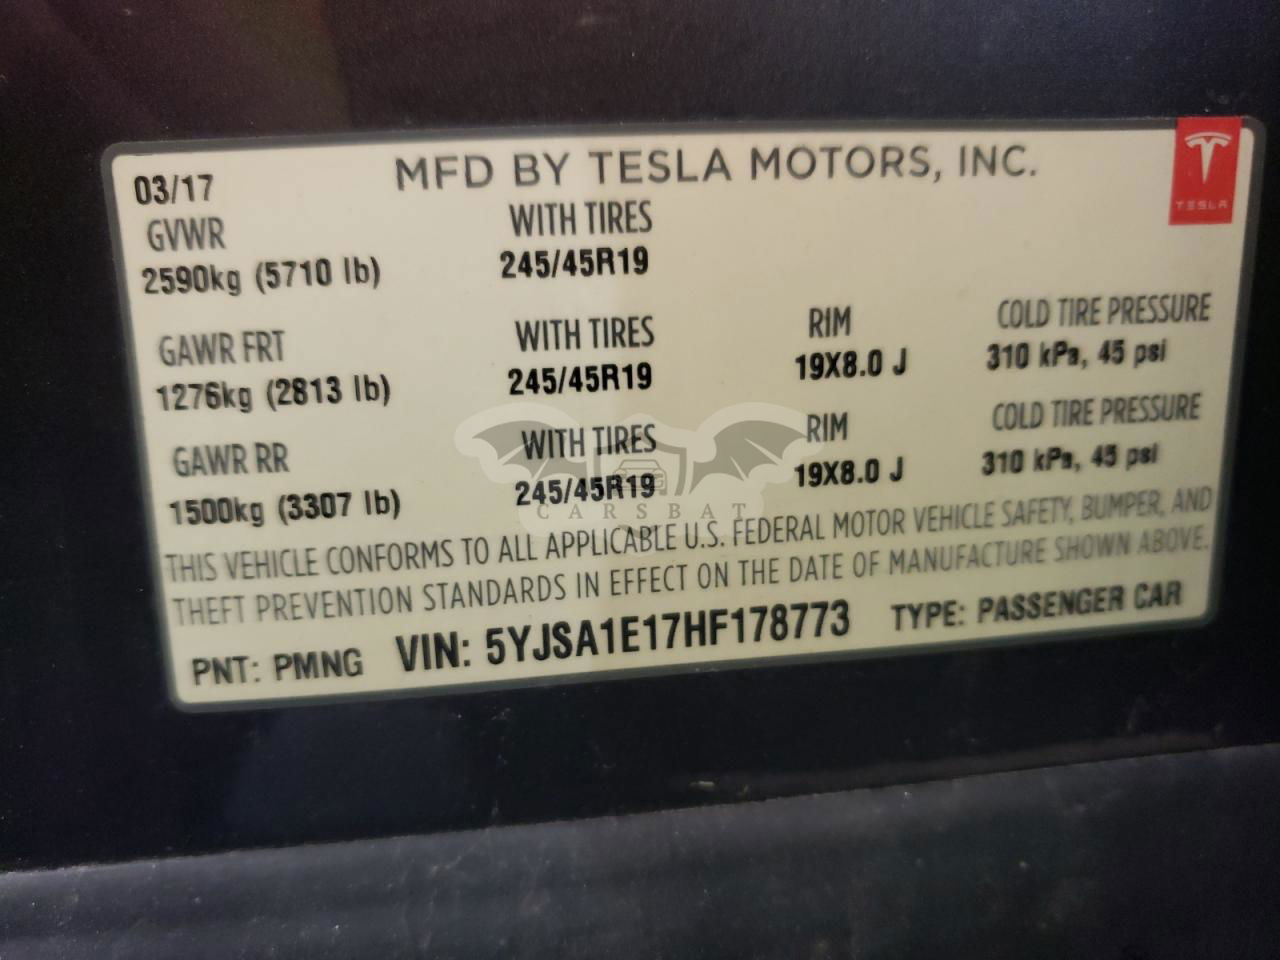 MFD BY TESLA MOTORS, INC.
TESLA
03/17
GVWR WITH TIRES
2590kg (5710 lb) 245/45R19
GAWR FRT WITH TIRES RIM COLD TIRE PRESSURE
1276kg (2813 lb) 245/45R19 19X8.0 J 310 kPa, 45 psi
GAWR RR WITH TIRES RIM COLD TIRE PRESSURE
1500kg (3307 lb) 245/45R19 19X8.0 J 310 kPa, 45 psi
CARSBAT
THIS VEHICLE CONFORMS TO ALL APPLICABLE U.S. FEDERAL MOTOR VEHICLE SAFETY, BUMPER, AND
THEFT PREVENTION STANDARDS IN EFFECT ON THE DATE OF MANUFACTURE SHOWN ABOVE.
PNT: PMNG VIN: 5YJSA1E17HF178773 TYPE: PASSENGER CAR